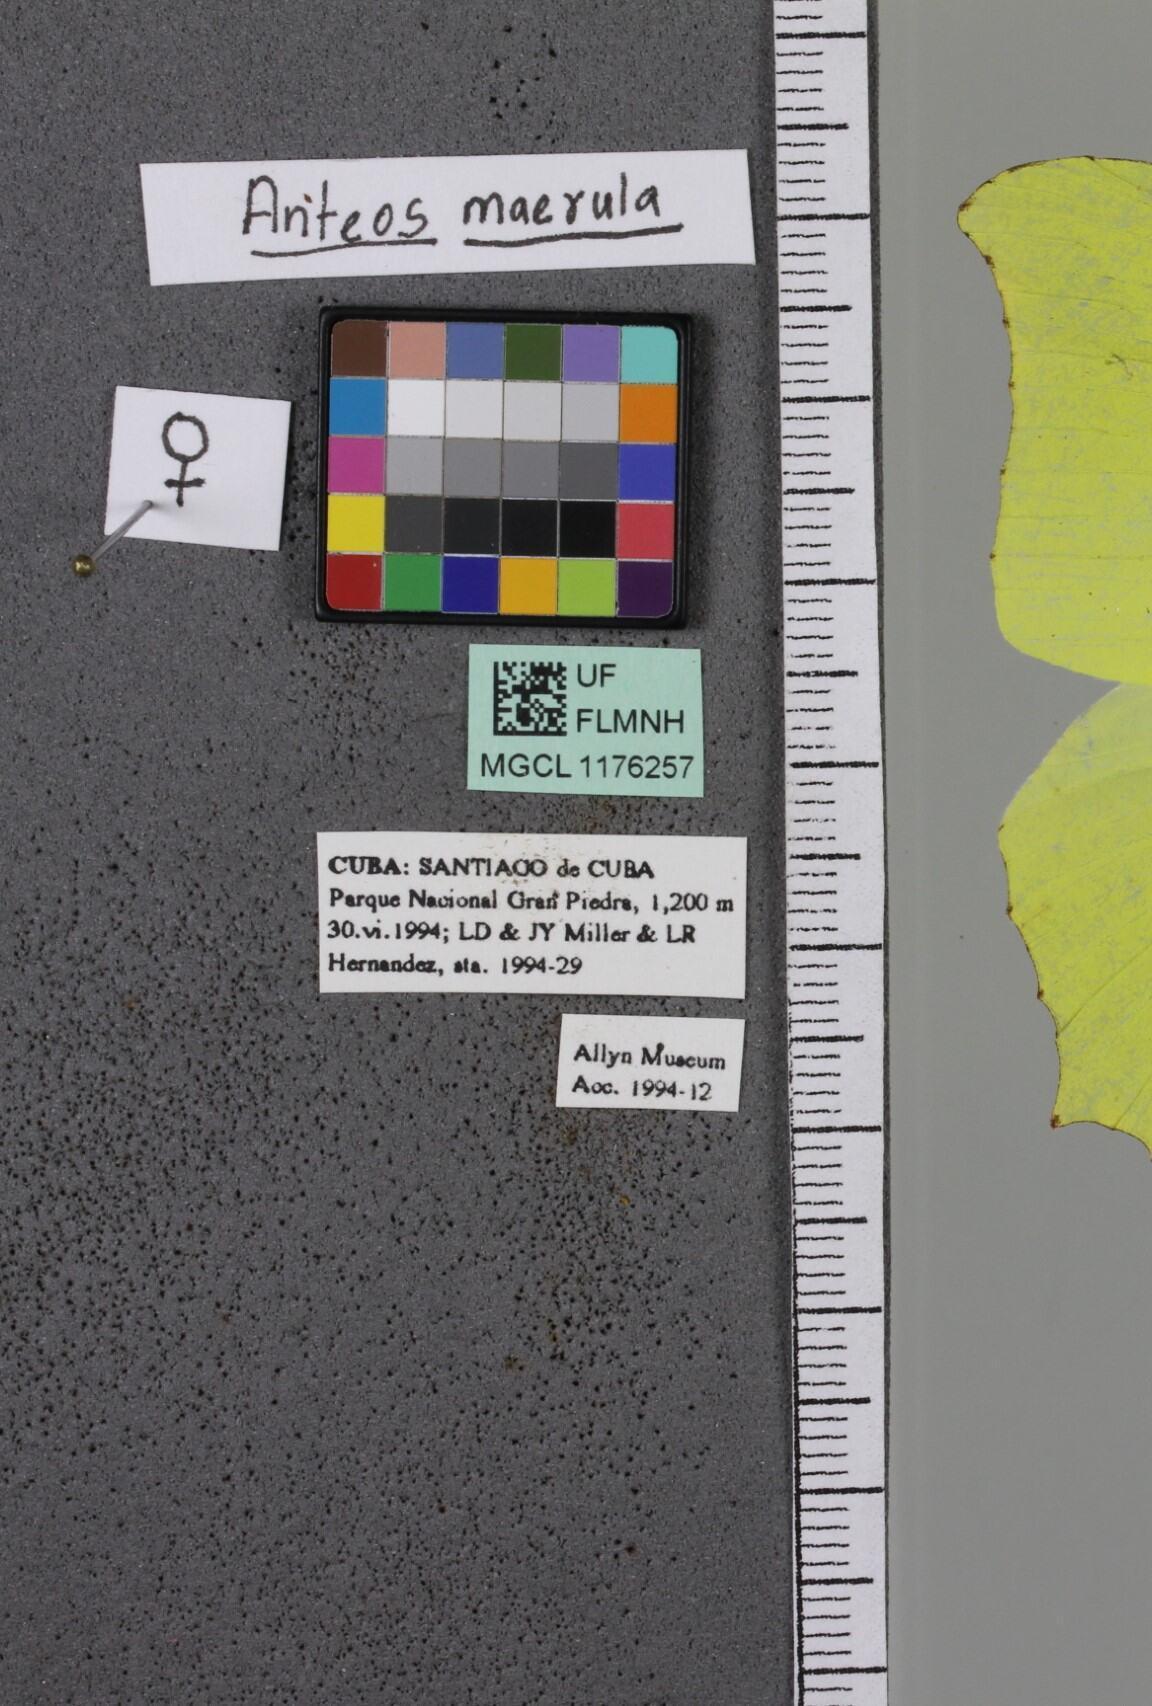 Anteos maerula
♀
UF
FLMNH
MGCL 1176257
CUBA: SANTIAGO de CUBA
Parque Nacional Gran Piedra, 1,200 m
30.vi.1994; LD & JY Miller & LR
Hernandez, sta. 1994-29
Allyn Museum
Acc. 1994-12